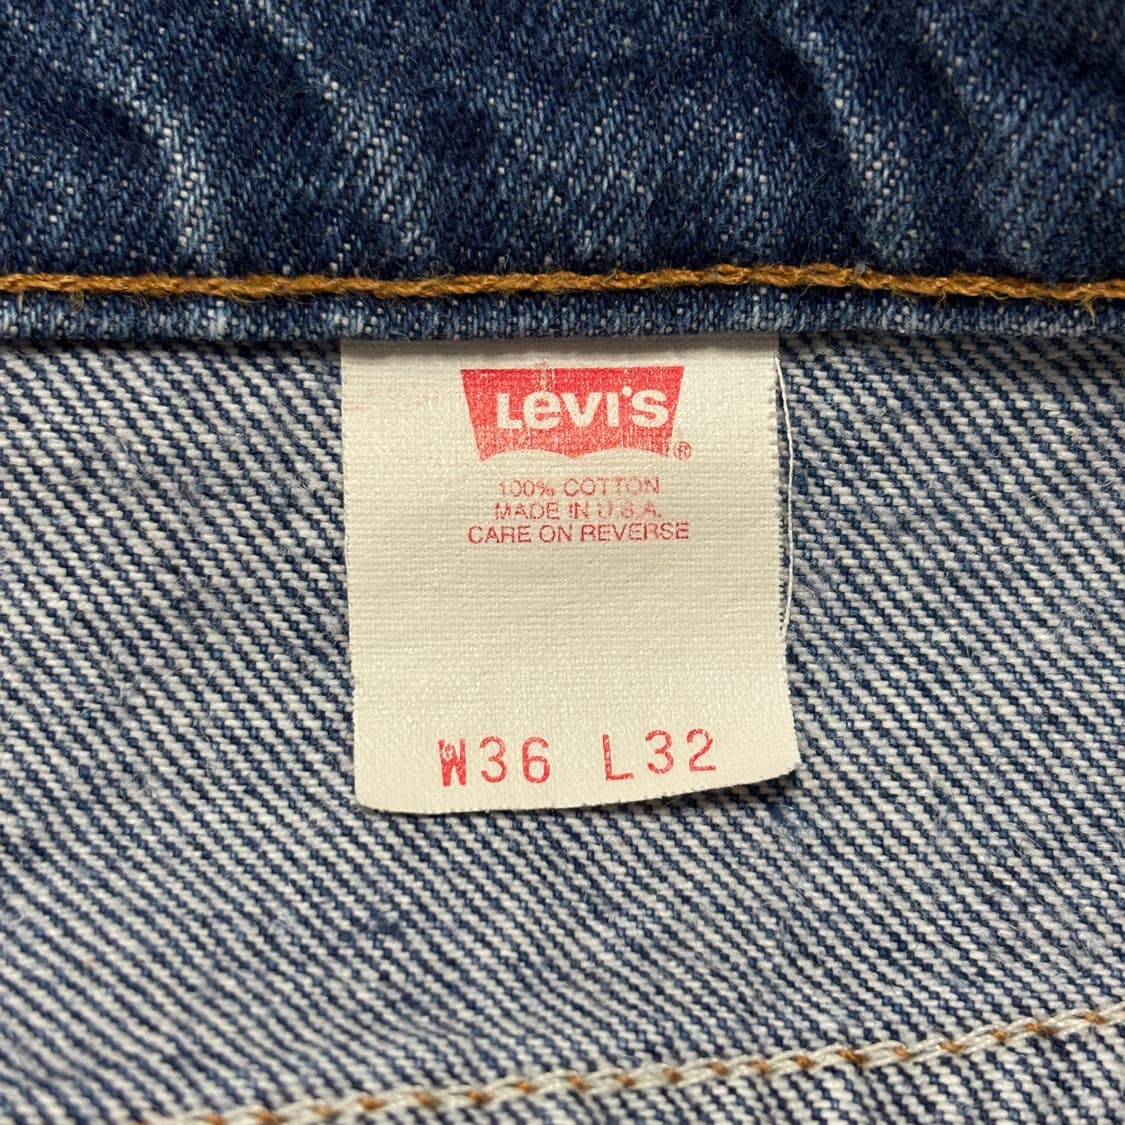 Levi's ®
100% COTTON
MADE IN U.S.A.
CARE ON REVERSE
W36 L32